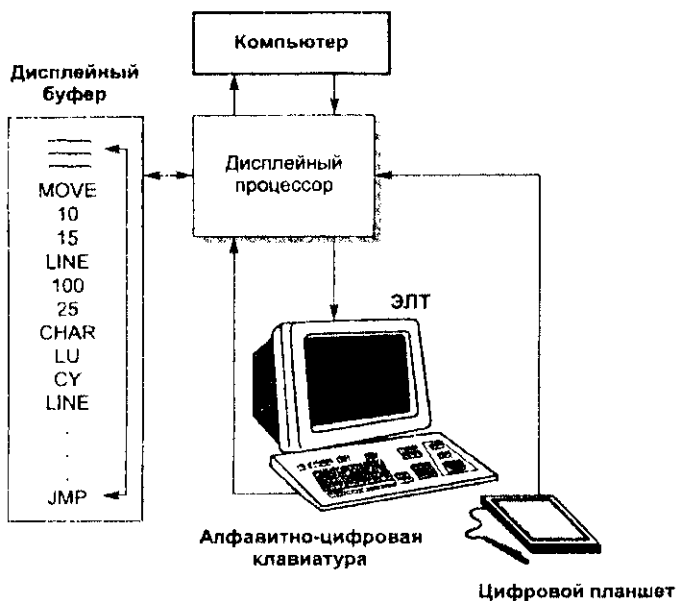 Компьютер
Дисплейный
буфер
Дисплейный
процессор
MOVE
10
15
LINE
100
25
CHAR
LU
CY
LINE
.
.
.
JMP
ЭЛТ
Алфавитно-цифровая
клавиатура
Цифровой планшет